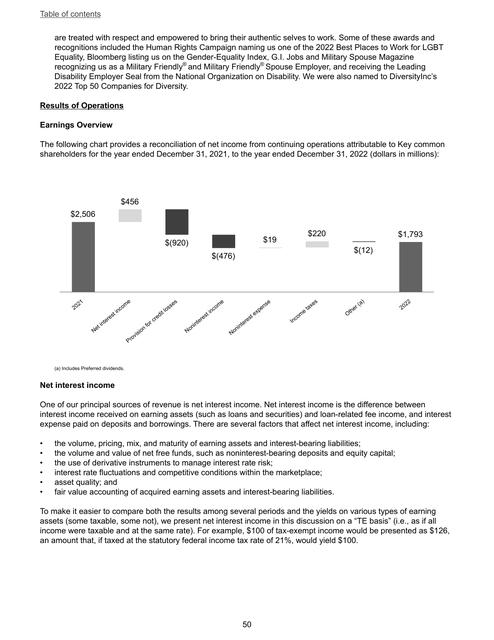 Table of contents
are treated with respect and empowered to bring their authentic selves to work. Some of these awards and
recognitions included the Human Rights Campaign naming us one of the 2022 Best Places to Work for LGBT
Equality, Bloomberg listing us on the Gender-Equality Index, G.I. Jobs and Military Spouse Magazine
recognizing us as a Military Friendly® and Military Friendly® Spouse Employer, and receiving the Leading
Disability Employer Seal from the National Organization on Disability. We were also named to DiversityInc's
2022 Top 50 Companies for Diversity.
Results of Operations
Earnings Overview
The following chart provides a reconciliation of net income from continuing operations attributable to Key common
shareholders for the year ended December 31, 2021, to the year ended December 31, 2022 (dollars in millions):
$2,506
$456
$(920)
$(476)
$19
$220
$(12)
$1,793
2021
Net interest income
Provision for credit losses
Noninterest income
Noninterest expense
Income taxes
Other (a)
2022
(a) Includes Preferred dividends.
Net interest income
One of our principal sources of revenue is net interest income. Net interest income is the difference between
interest income received on earning assets (such as loans and securities) and loan-related fee income, and interest
expense paid on deposits and borrowings. There are several factors that affect net interest income, including:
• the volume, pricing, mix, and maturity of earning assets and interest-bearing liabilities;
• the volume and value of net free funds, such as noninterest-bearing deposits and equity capital;
• the use of derivative instruments to manage interest rate risk;
• interest rate fluctuations and competitive conditions within the marketplace;
• asset quality; and
• fair value accounting of acquired earning assets and interest-bearing liabilities.
To make it easier to compare both the results among several periods and the yields on various types of earning
assets (some taxable, some not), we present net interest income in this discussion on a "TE basis" (i.e., as if all
income were taxable and at the same rate). For example, $100 of tax-exempt income would be presented as $126,
an amount that, if taxed at the statutory federal income tax rate of 21%, would yield $100.
50